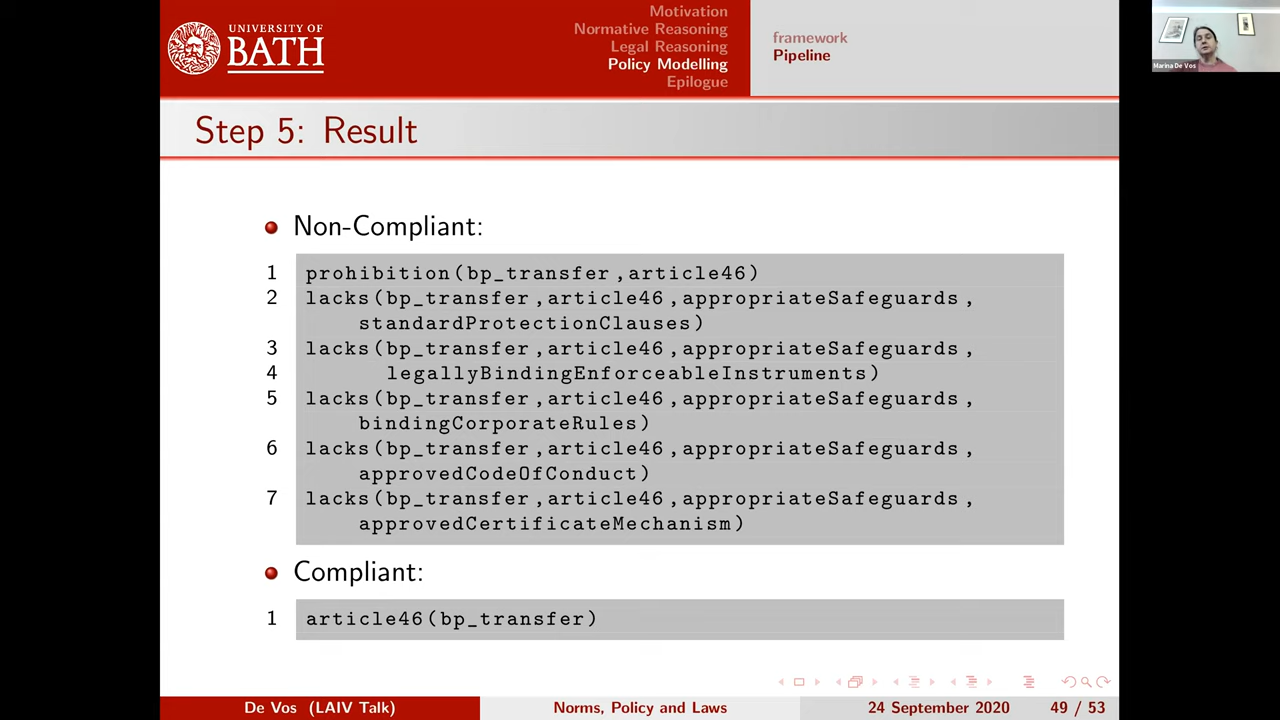 UNIVERSITY OF
BATH
Motivation
Normative Reasoning
Legal Reasoning
Policy Modelling
Epilogue
framework
Pipeline
Marina De Vos
Step 5: Result
Non-Compliant:
1 prohibition(bp_transfer,article46)
2 lacks(bp_transfer,article46,appropriateSafeguards,
standardProtectionClauses)
3 lacks(bp_transfer,article46,appropriateSafeguards,
4 legallyBindingEnforceableInstruments)
5 lacks(bp_transfer,article46,appropriateSafeguards,
bindingCorporateRules)
6 lacks(bp_transfer,article46,appropriateSafeguards,
approvedCodeOfConduct)
7 lacks(bp_transfer,article46,appropriateSafeguards,
approvedCertificateMechanism)
Compliant:
1 article46(bp_transfer)
De Vos (LAIV Talk)
Norms, Policy and Laws
24 September 2020
49 / 53